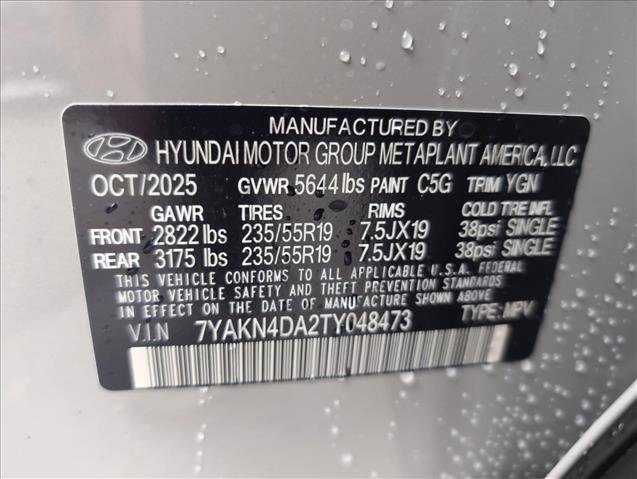 MANUFACTURED BY
HYUNDAI MOTOR GROUP METAPLANT AMERICA, LLC
OCT/2025 GVWR 5644 lbs PAINT C5G TRIM YGN
GAWR TIRES RIMS COLD TIRE INFL
FRONT 2822 lbs 235/55R19 7.5JX19 38psi SINGLE
REAR 3175 lbs 235/55R19 7.5JX19 38psi SINGLE
THIS VEHICLE CONFORMS TO ALL APPLICABLE U.S.A. FEDERAL
MOTOR VEHICLE SAFETY AND THEFT PREVENTION STANDARDS
IN EFFECT ON THE DATE OF MANUFACTURE SHOWN ABOVE.
V.I.N 7YAKN4DA2TY048473 TYPE: MPV